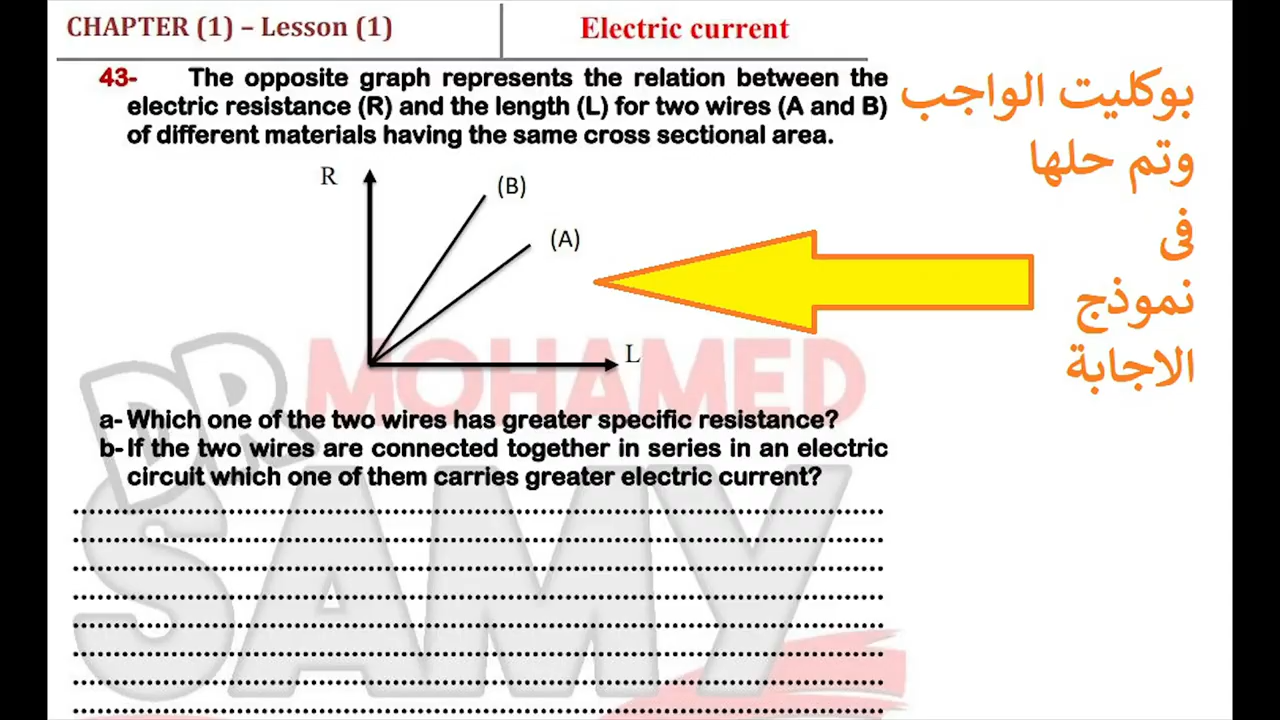 CHAPTER (1) – Lesson (1)
Electric current
43- The opposite graph represents the relation between the
electric resistance (R) and the length (L) for two wires (A and B)
of different materials having the same cross sectional area.
R
(B)
(A)
L
a- Which one of the two wires has greater specific resistance?
b- If the two wires are connected together in series in an electric
circuit which one of them carries greater electric current?
بوكليت الواجب
وتم حلها
فى
نموذج
الاجابة
DR MOHAMED
SAMY